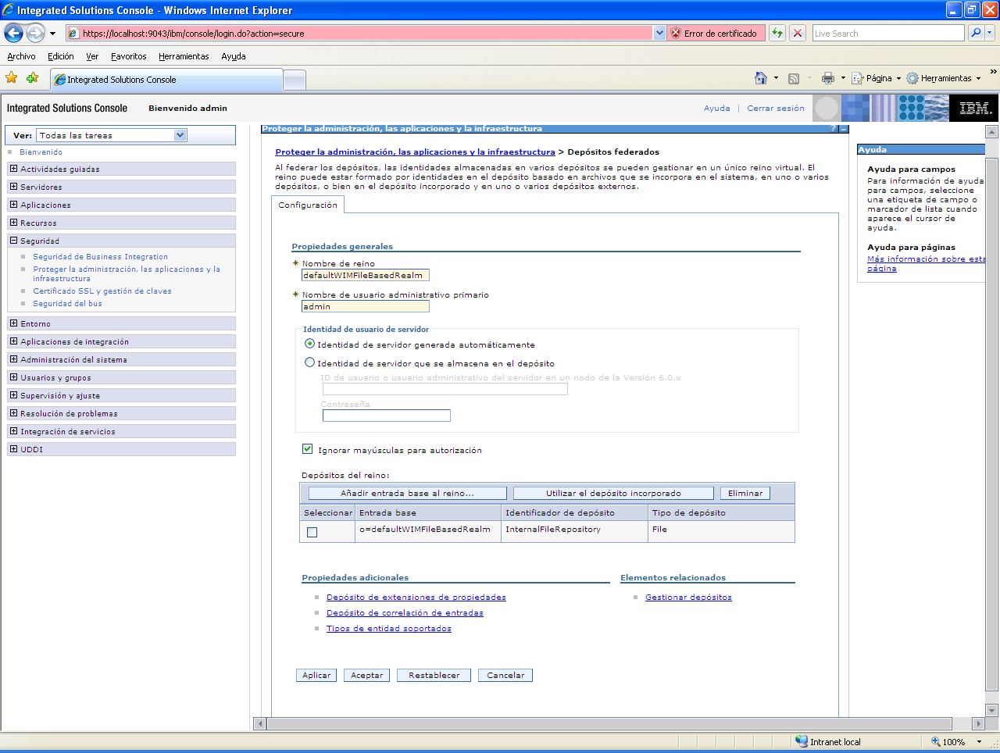 Integrated Solutions Console - Windows Internet Explorer
https://localhost:9043/ibm/console/login.do?action=secure
Error de certificado
Live Search
Archivo Edición Ver Favoritos Herramientas Ayuda
Integrated Solutions Console
Página
Herramientas
Integrated Solutions Console
Bienvenido admin
Ayuda | Cerrar sesión
IBM.
Ver: Todas las tareas
Bienvenido
Actividades guiadas
Servidores
Aplicaciones
Recursos
Seguridad
Seguridad de Business Integration
Proteger la administración, las aplicaciones y la
infraestructura
Certificado SSL y gestión de claves
Seguridad del bus
Entorno
Aplicaciones de integración
Administración del sistema
Usuarios y grupos
Supervisión y ajuste
Resolución de problemas
Integración de servicios
UDDI
Proteger la administración, las aplicaciones y la infraestructura
? _
Proteger la administración, las aplicaciones y la infraestructura > Depósitos federados
Al federar los depósitos, las identidades almacenadas en varios depósitos se pueden gestionar en un único reino virtual. El
reino puede estar formado por identidades en el depósito basado en archivos que se incorpora en el sistema, en uno o varios
depósitos, o bien en el depósito incorporado y en uno o varios depósitos externos.
Configuración
Propiedades generales
* Nombre de reino
defaultWIMFileBasedRealm
* Nombre de usuario administrativo primario
admin
Identidad de usuario de servidor
Identidad de servidor generada automáticamente
Identidad de servidor que se almacena en el depósito
ID de usuario o usuario administrativo del servidor en un nodo de la Versión 6.0.x
Contraseña
Ignorar mayúsculas para autorización
Depósitos del reino:
Añadir entrada base al reino... Utilizar el depósito incorporado Eliminar
Seleccionar Entrada base Identificador de depósito Tipo de depósito
o=defaultWIMFileBasedRealm InternalFileRepository File
Propiedades adicionales
Depósito de extensiones de propiedades
Depósito de correlación de entradas
Tipos de entidad soportados
Elementos relacionados
Gestionar depósitos
Aplicar Aceptar Restablecer Cancelar
Ayuda
Ayuda para campos
Para información de ayuda
para campos, seleccione
una etiqueta de campo o
marcador de lista cuando
aparece el cursor de
ayuda.
Ayuda para páginas
Más información sobre esta
página
Intranet local
100%